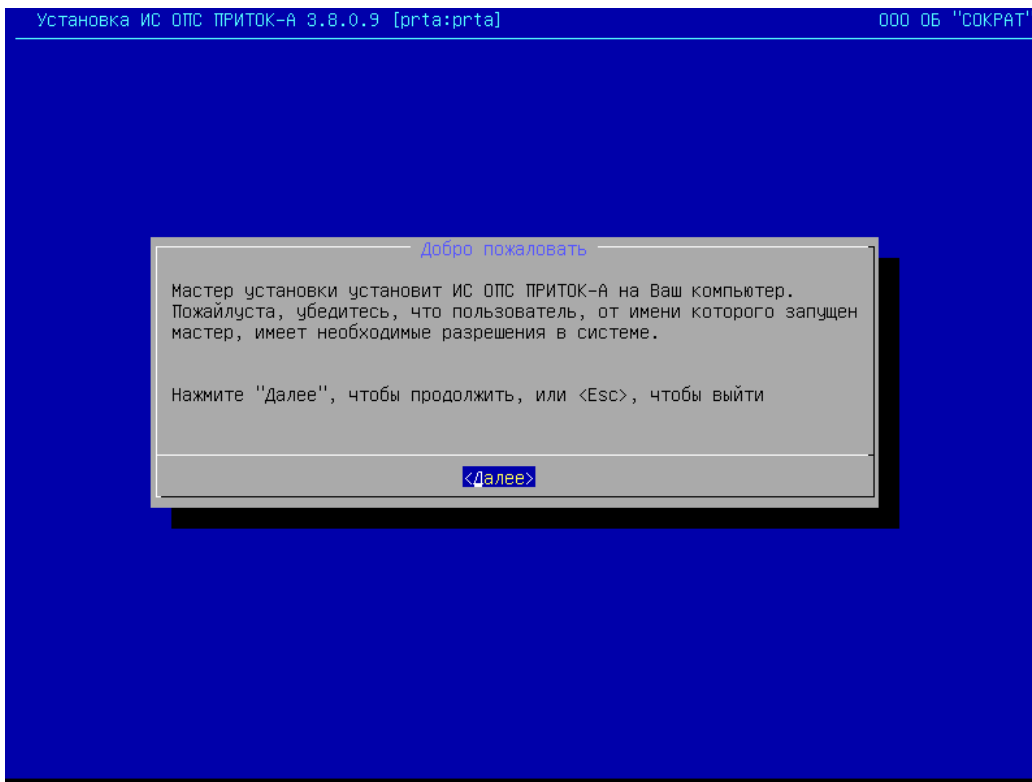 Установка ИС ОПС ПРИТОК-А 3.8.0.9 [prta:prta] ООО ОБ "СОКРАТ"
Добро пожаловать
Мастер установки установит ИС ОПС ПРИТОК-А на Ваш компьютер.
Пожайлуста, убедитесь, что пользователь, от имени которого запущен
мастер, имеет необходимые разрешения в системе.
Нажмите "Далее", чтобы продолжить, или <Esc>, чтобы выйти
<Далее>